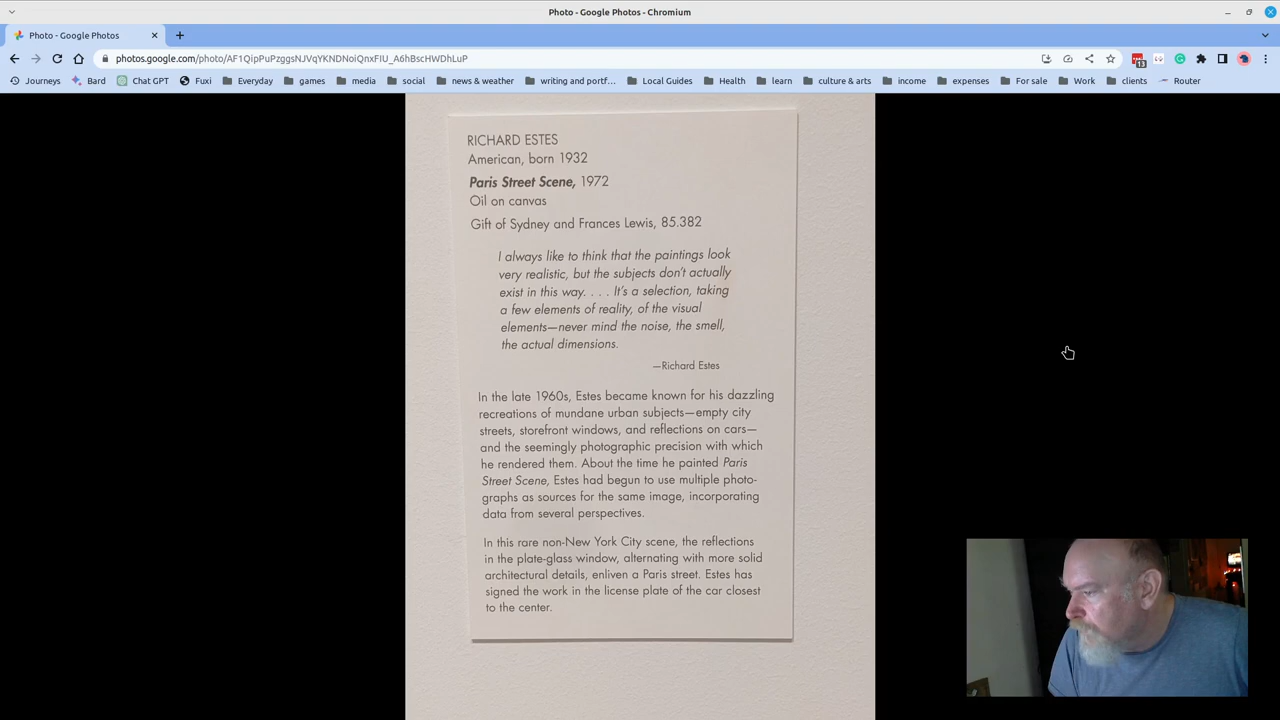 Photo - Google Photos - Chromium
Photo - Google Photos
photos.google.com/photo/AF1QipPuPzggsNJVqYKNDNoiQnxFIU_A6hBscHWDhLuP
13
Journeys Bard Chat GPT Fuxi Everyday games media social news & weather writing and portf... Local Guides Health learn culture & arts income expenses For sale Work clients Router
RICHARD ESTES
American, born 1932
Paris Street Scene, 1972
Oil on canvas
Gift of Sydney and Frances Lewis, 85.382
I always like to think that the paintings look
very realistic, but the subjects don't actually
exist in this way. . . . It's a selection, taking
a few elements of reality, of the visual
elements—never mind the noise, the smell,
the actual dimensions.
—Richard Estes
In the late 1960s, Estes became known for his dazzling
recreations of mundane urban subjects—empty city
streets, storefront windows, and reflections on cars—
and the seemingly photographic precision with which
he rendered them. About the time he painted Paris
Street Scene, Estes had begun to use multiple photo-
graphs as sources for the same image, incorporating
data from several perspectives.
In this rare non-New York City scene, the reflections
in the plate-glass window, alternating with more solid
architectural details, enliven a Paris street. Estes has
signed the work in the license plate of the car closest
to the center.